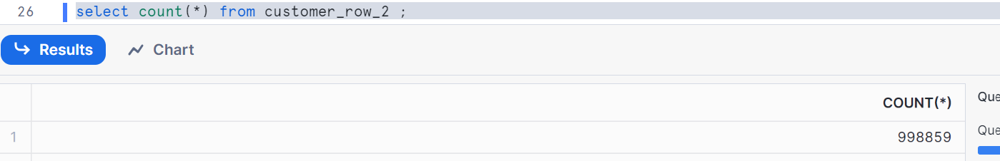 26 select count(*) from customer_row_2 ;
Results Chart
COUNT(*)
1 998859